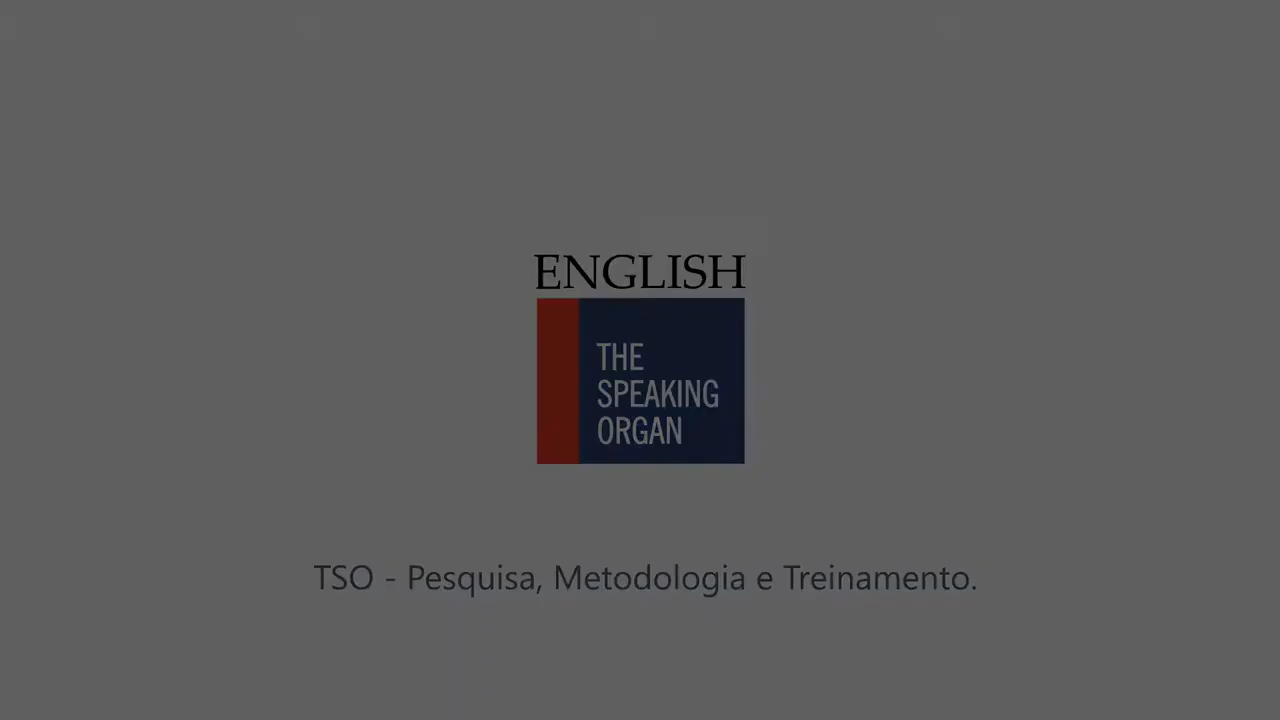 ENGLISH
THE
SPEAKING
ORGAN
TSO - Pesquisa, Metodologia e Treinamento.